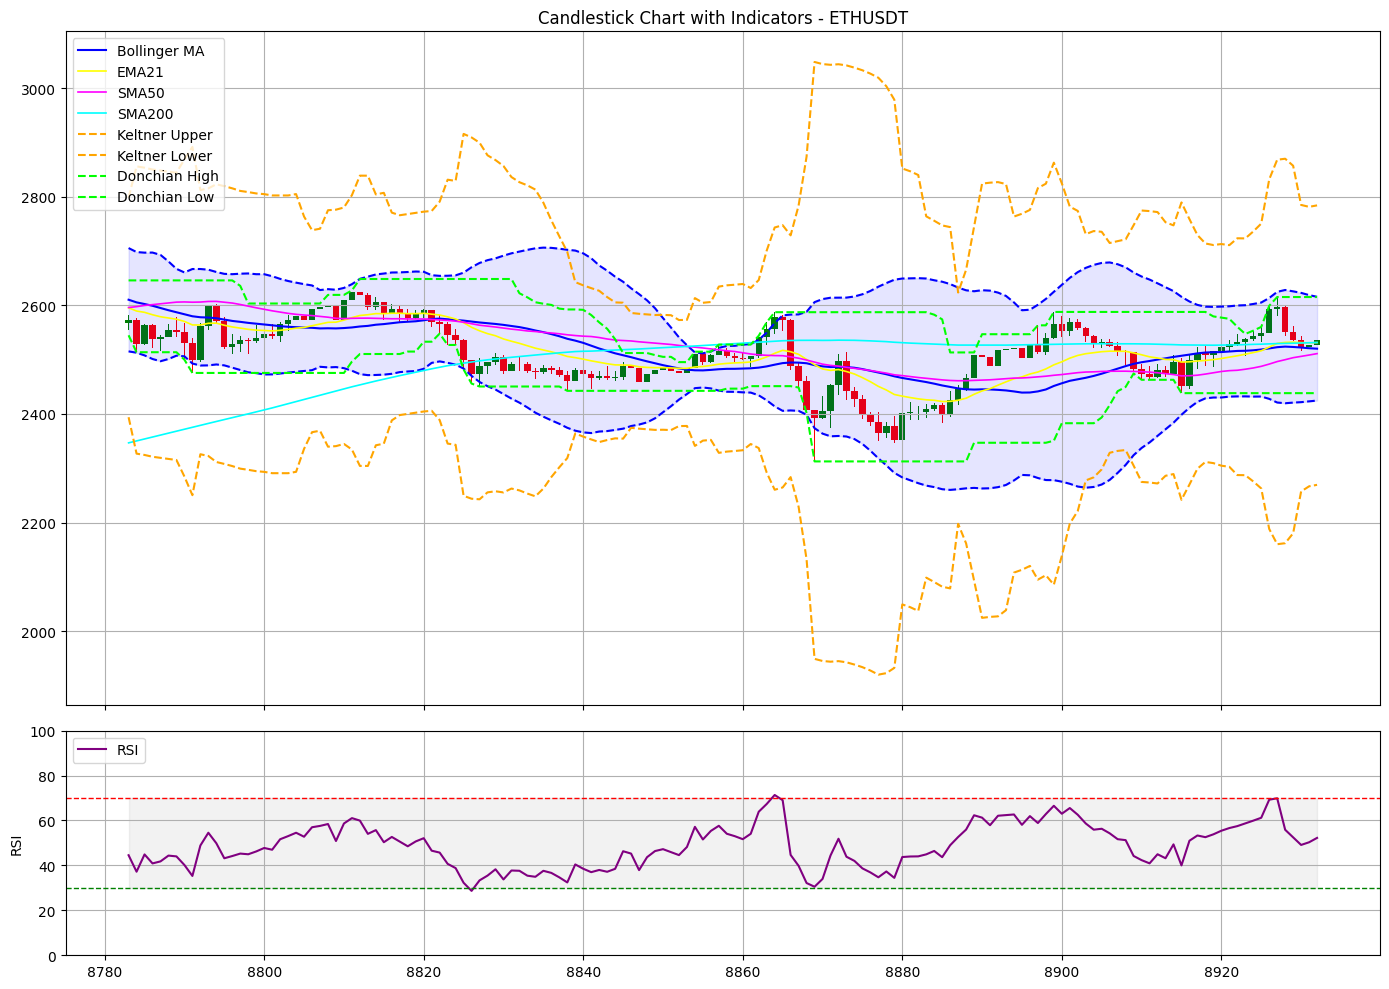 Candlestick Chart with Indicators - ETHUSDT
Bollinger MA
EMA21
SMA50
SMA200
Keltner Upper
Keltner Lower
Donchian High
Donchian Low
3000
2800
2600
2400
2200
2000
RSI
100
80
60
40
20
0
RSI
8780 8800 8820 8840 8860 8880 8900 8920